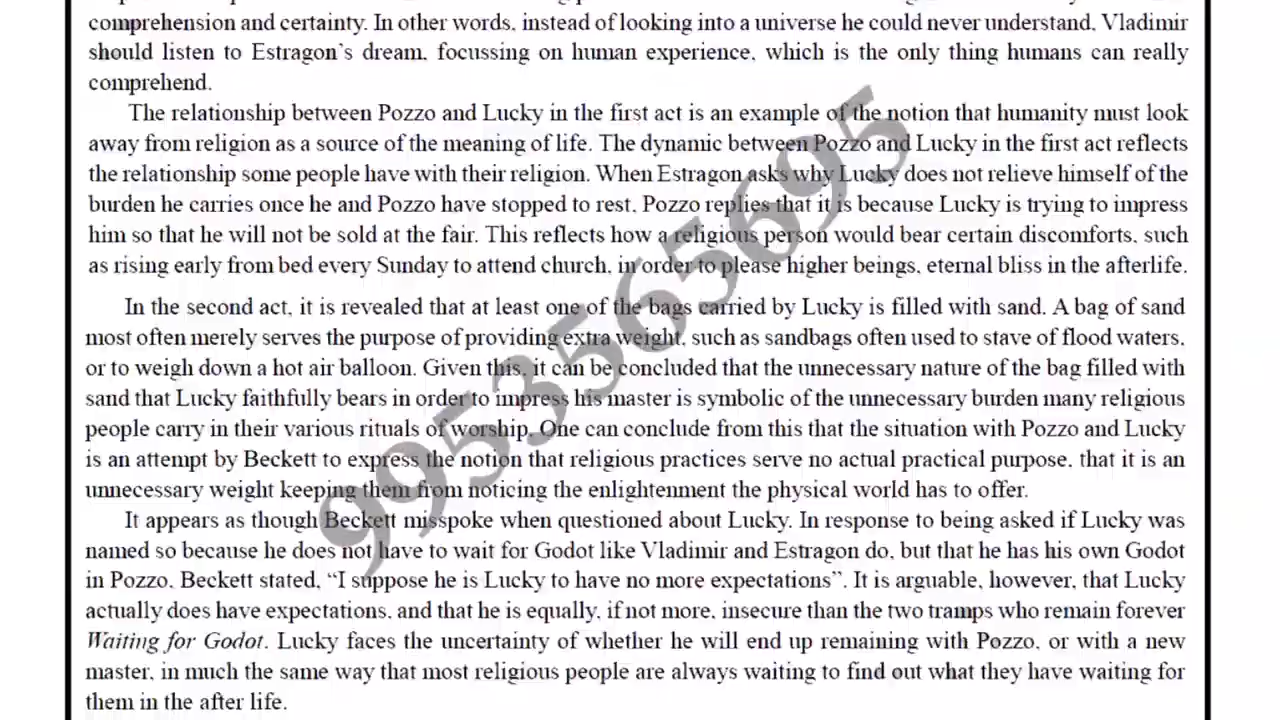 comprehension and certainty. In other words, instead of looking into a universe he could never understand, Vladimir
should listen to Estragon's dream, focussing on human experience, which is the only thing humans can really
comprehend.
The relationship between Pozzo and Lucky in the first act is an example of the notion that humanity must look
away from religion as a source of the meaning of life. The dynamic between Pozzo and Lucky in the first act reflects
the relationship some people have with their religion. When Estragon asks why Lucky does not relieve himself of the
burden he carries once he and Pozzo have stopped to rest, Pozzo replies that it is because Lucky is trying to impress
him so that he will not be sold at the fair. This reflects how a religious person would bear certain discomforts, such
as rising early from bed every Sunday to attend church, in order to please higher beings, eternal bliss in the afterlife.
In the second act, it is revealed that at least one of the bags carried by Lucky is filled with sand. A bag of sand
most often merely serves the purpose of providing extra weight, such as sandbags often used to stave of flood waters,
or to weigh down a hot air balloon. Given this, it can be concluded that the unnecessary nature of the bag filled with
sand that Lucky faithfully bears in order to impress his master is symbolic of the unnecessary burden many religious
people carry in their various rituals of worship. One can conclude from this that the situation with Pozzo and Lucky
is an attempt by Beckett to express the notion that religious practices serve no actual practical purpose, that it is an
unnecessary weight keeping them from noticing the enlightenment the physical world has to offer.
It appears as though Beckett misspoke when questioned about Lucky. In response to being asked if Lucky was
named so because he does not have to wait for Godot like Vladimir and Estragon do, but that he has his own Godot
in Pozzo, Beckett stated, “I suppose he is Lucky to have no more expectations”. It is arguable, however, that Lucky
actually does have expectations, and that he is equally, if not more, insecure than the two tramps who remain forever
Waiting for Godot. Lucky faces the uncertainty of whether he will end up remaining with Pozzo, or with a new
master, in much the same way that most religious people are always waiting to find out what they have waiting for
them in the after life.
9953565695